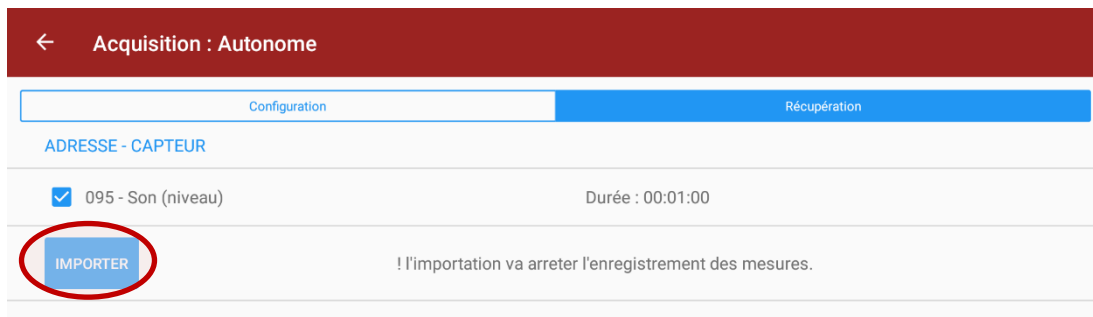 Acquisition : Autonome
Configuration
Récupération
ADRESSE - CAPTEUR
095 - Son (niveau)
Durée : 00:01:00
IMPORTER
! l'importation va arreter l'enregistrement des mesures.